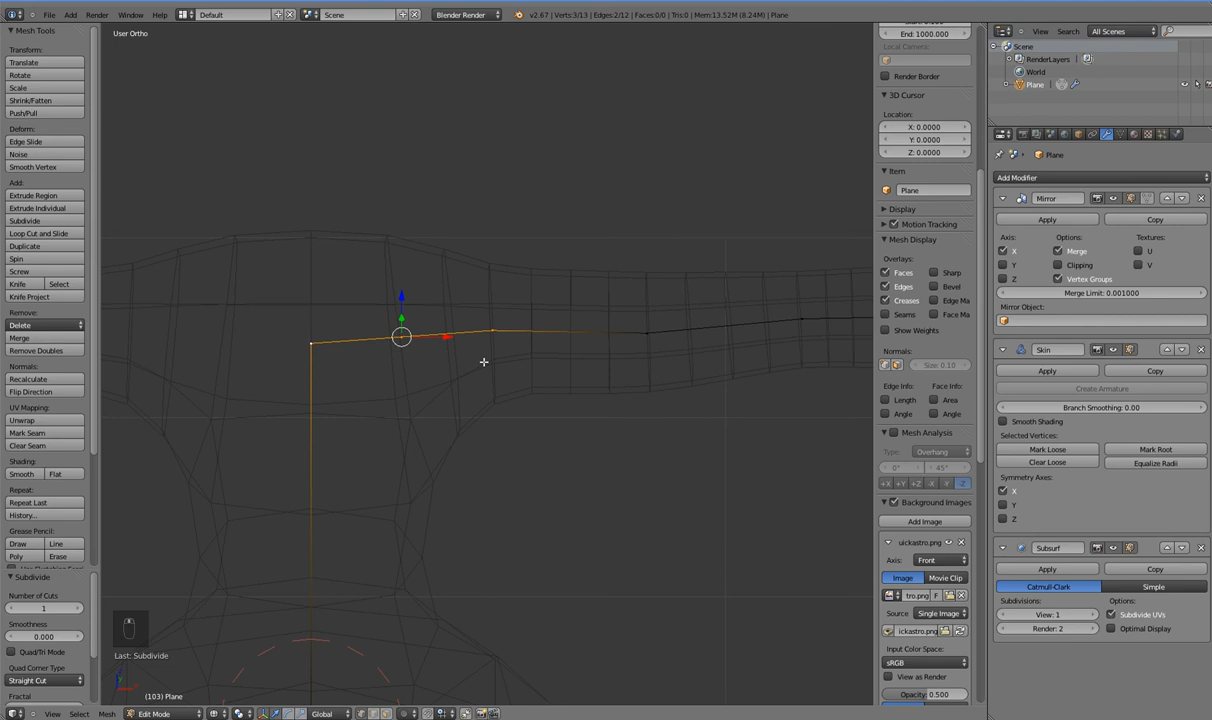 File Add Render Window Help Default Scene Blender Render v2.67 | Verts:3/13 | Edges:2/12 | Faces:0/0 | Tris:0 | Mem:13.52M (8.24M) | Plane
Mesh Tools
Transform:
Translate
Rotate
Scale
Shrink/Fatten
Push/Pull
Deform:
Edge Slide
Noise
Smooth Vertex
Add:
Extrude Region
Extrude Individual
Subdivide
Loop Cut and Slide
Duplicate
Spin
Screw
Knife Select
Knife Project
Remove:
Delete
Merge
Remove Doubles
Normals:
Recalculate
Flip Direction
UV Mapping:
Unwrap
Mark Seam
Clear Seam
Shading:
Smooth Flat
Repeat:
Repeat Last
History...
Grease Pencil:
Draw Line
Poly Erase
Subdivide
Number of Cuts
1
Smoothness
0.000
Quad/Tri Mode
Quad Corner Type
Straight Cut
Fractal
User Ortho
Last: Subdivide
(103) Plane
View Select Mesh Edit Mode Global
End: 1000.000
Local Camera:
Render Border
3D Cursor
Location:
X: 0.0000
Y: 0.0000
Z: 0.0000
Item
Plane
Display
Motion Tracking
Mesh Display
Overlays:
Faces Sharp
Edges Bevel
Creases Edge Ma
Seams Face Ma
Show Weights
Normals:
Size: 0.10
Edge Info: Face Info:
Length Area
Angle Angle
Mesh Analysis
Type: Overhang
0° 45°
+X +Y +Z -X -Y -Z
Background Images
Add Image
uickastro.png
Axis: Front
Image Movie Clip
tro.png F
Source Single Image
ickastro.png
Input Color Space:
sRGB
View as Render
Opacity: 0.500
View Search All Scenes
Scene
RenderLayers |
World
Plane |
Plane
Add Modifier
Mirror
Apply Copy
Axis: Options: Textures:
X Merge U
Y Clipping V
Z Vertex Groups
Merge Limit: 0.001000
Mirror Object:
Skin
Apply Copy
Create Armature
Branch Smoothing: 0.00
Smooth Shading
Selected Vertices:
Mark Loose Mark Root
Clear Loose Equalize Radii
Symmetry Axes:
X
Y
Z
Subsurf
Apply Copy
Catmull-Clark Simple
Subdivisions: Options:
View: 1 Subdivide UVs
Render: 2 Optimal Display